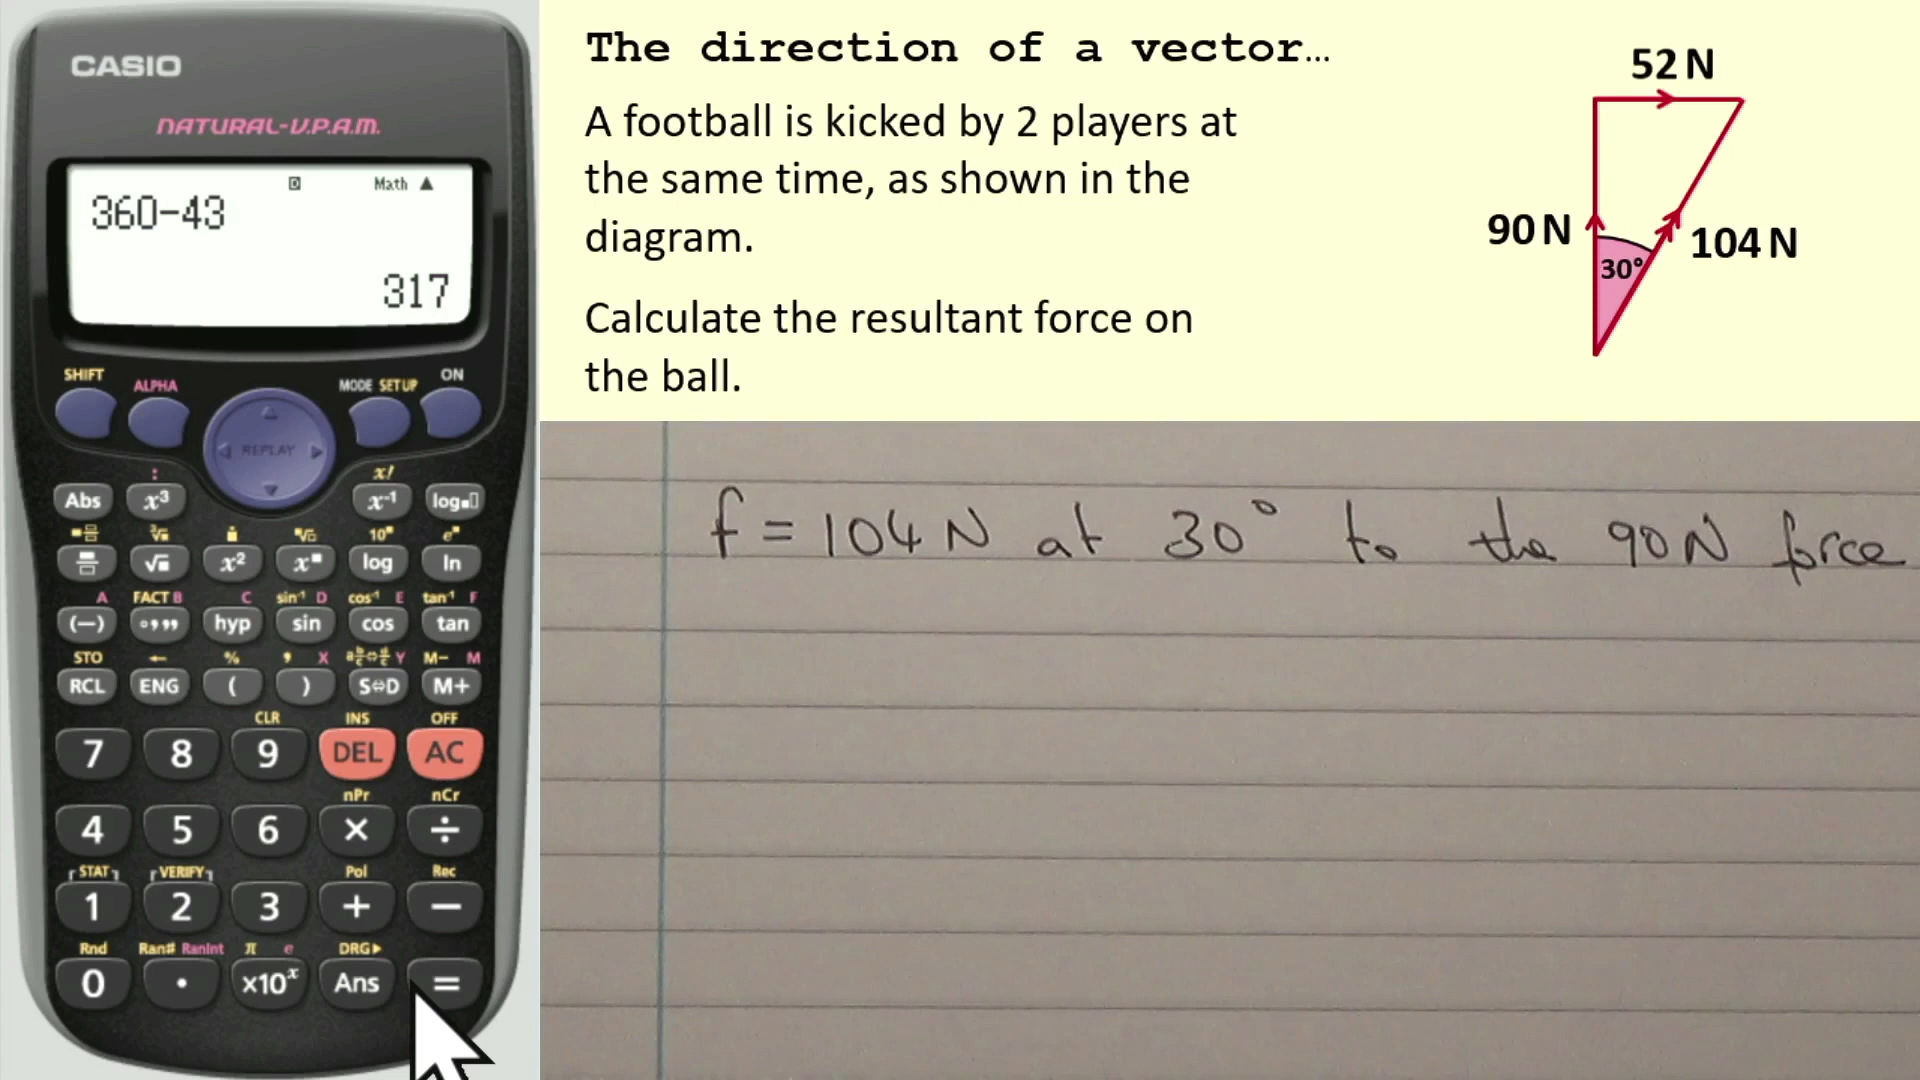 CASIO
NATURAL-V.P.A.M.
D Math ▲
360-43
317
SHIFT ALPHA MODE SETUP ON
REPLAY
: x!
Abs x³ x⁻¹ log
10 e
x² x log ln
A FACT B C sin⁻¹ D cos⁻¹ E tan⁻¹ F
(−) hyp sin cos tan
STO ← % , X Y M− M
RCL ENG ( ) S⇔D M+
CLR INS OFF
7 8 9 DEL AC
nPr nCr
4 5 6 × ÷
STAT VERIFY Pol Rec
1 2 3 + −
Rnd Ran# RanInt π e DRG▶
0 . ×10ˣ Ans =
The direction of a vector…
A football is kicked by 2 players at
the same time, as shown in the
diagram.
Calculate the resultant force on
the ball.
52 N
90 N
30°
104 N
f = 104 N at 30° to the 90 N force